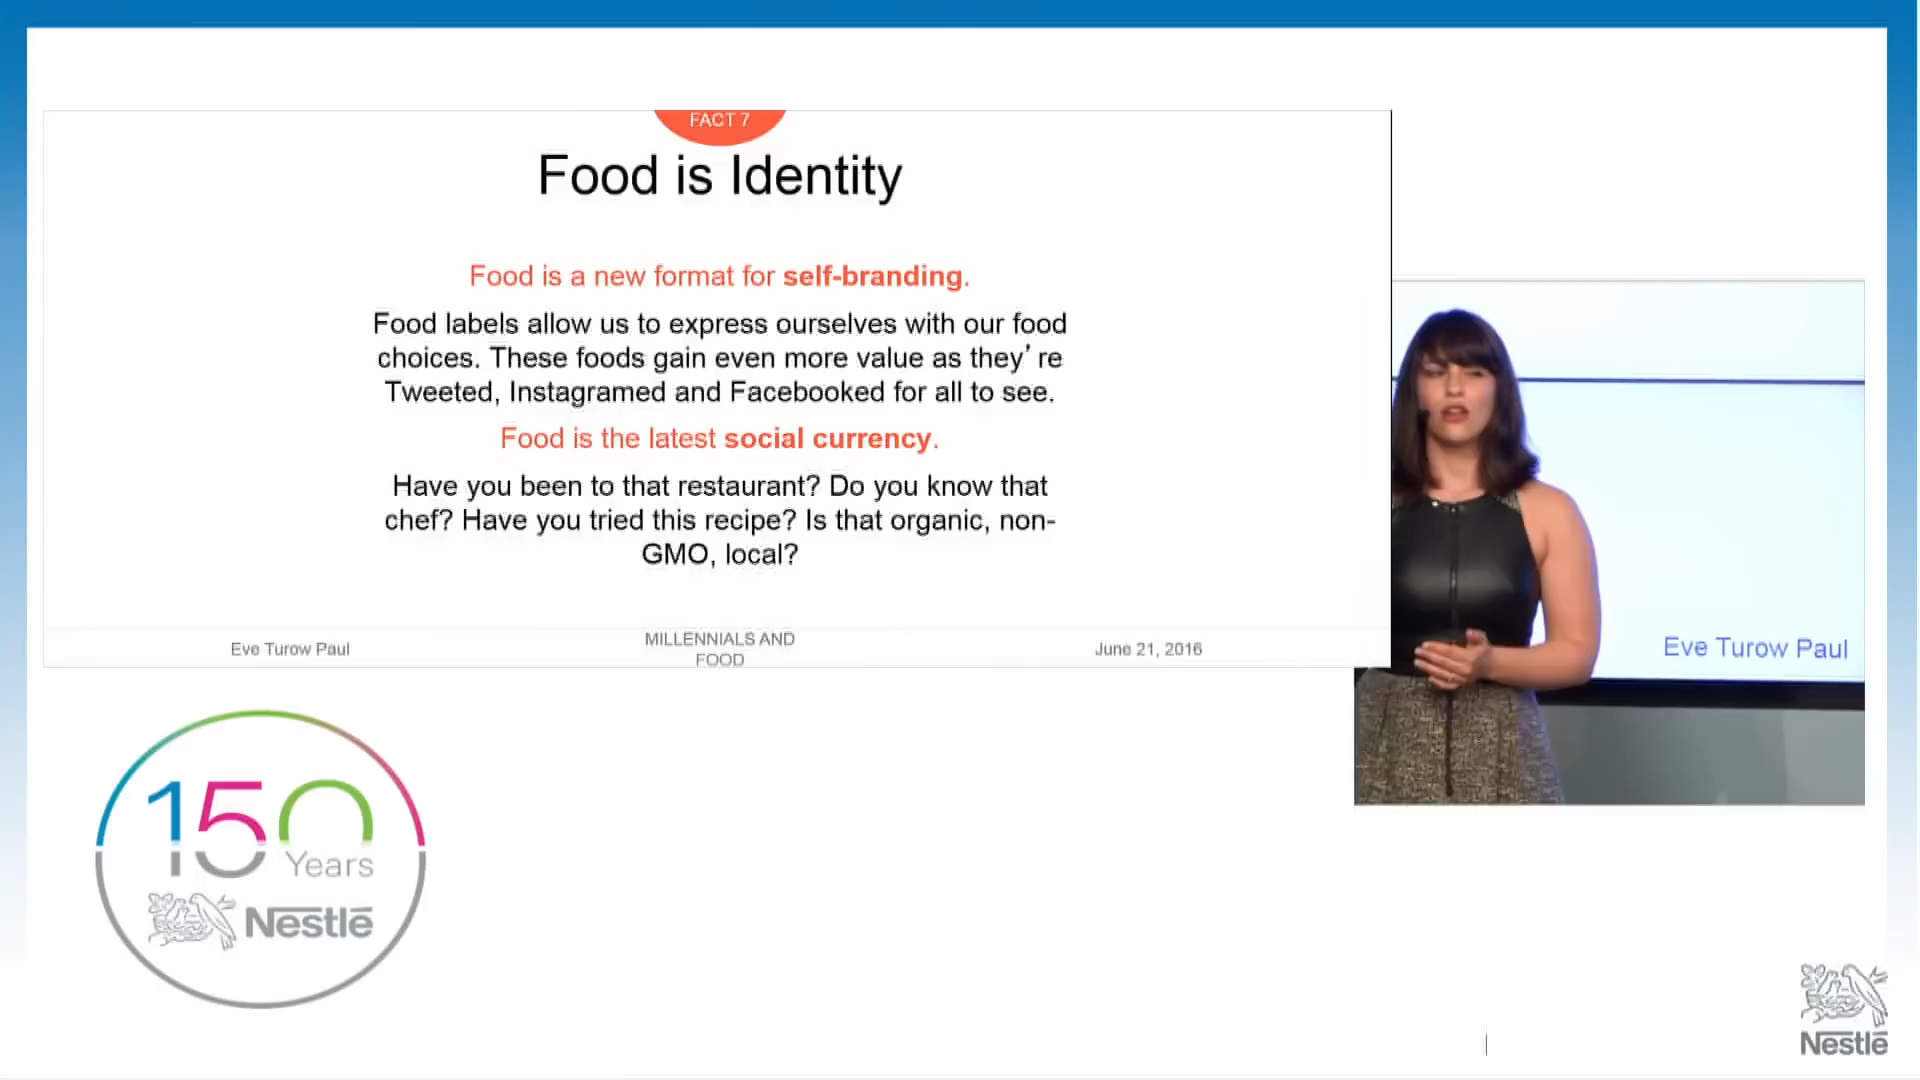 FACT 7
Food is Identity
Food is a new format for self-branding.
Food labels allow us to express ourselves with our food
choices. These foods gain even more value as they’re
Tweeted, Instagramed and Facebooked for all to see.
Food is the latest social currency.
Have you been to that restaurant? Do you know that
chef? Have you tried this recipe? Is that organic, non-
GMO, local?
Eve Turow Paul
MILLENNIALS AND
FOOD
June 21, 2016
Eve Turow Paul
150
Years
Nestlé
Nestlé